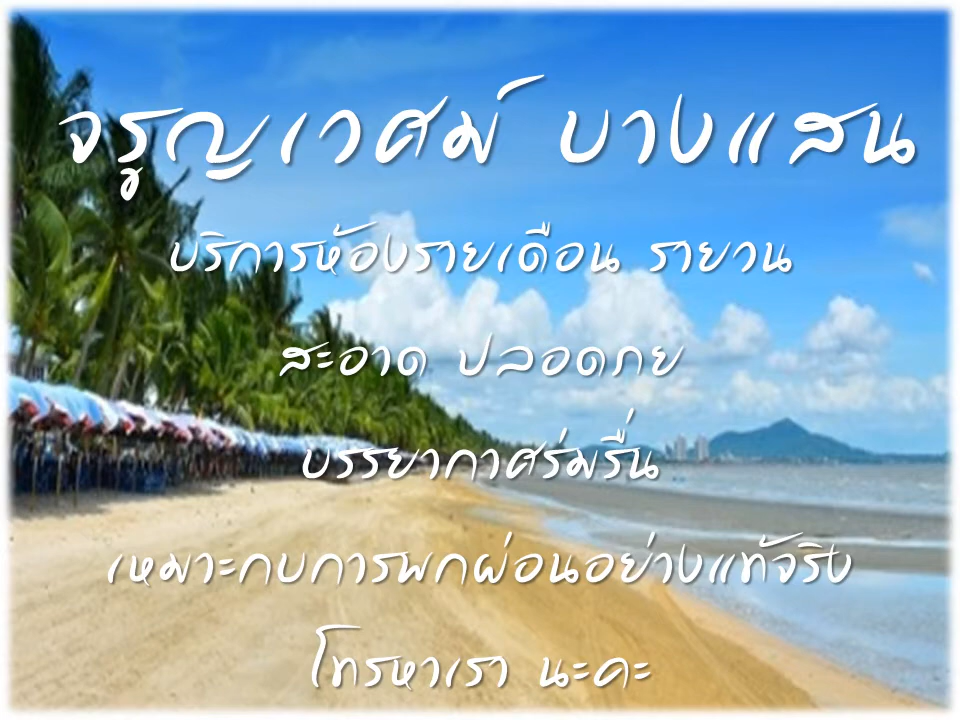 จรูญเวศม์ บางแสน
บริการห้องรายเดือน รายวน
สะอาด ปลอดภย
บรรยากาศร่มรื่น
เหมาะกบการพกผ่อนอย่างแท้จริง
โทรหาเรา นะคะ